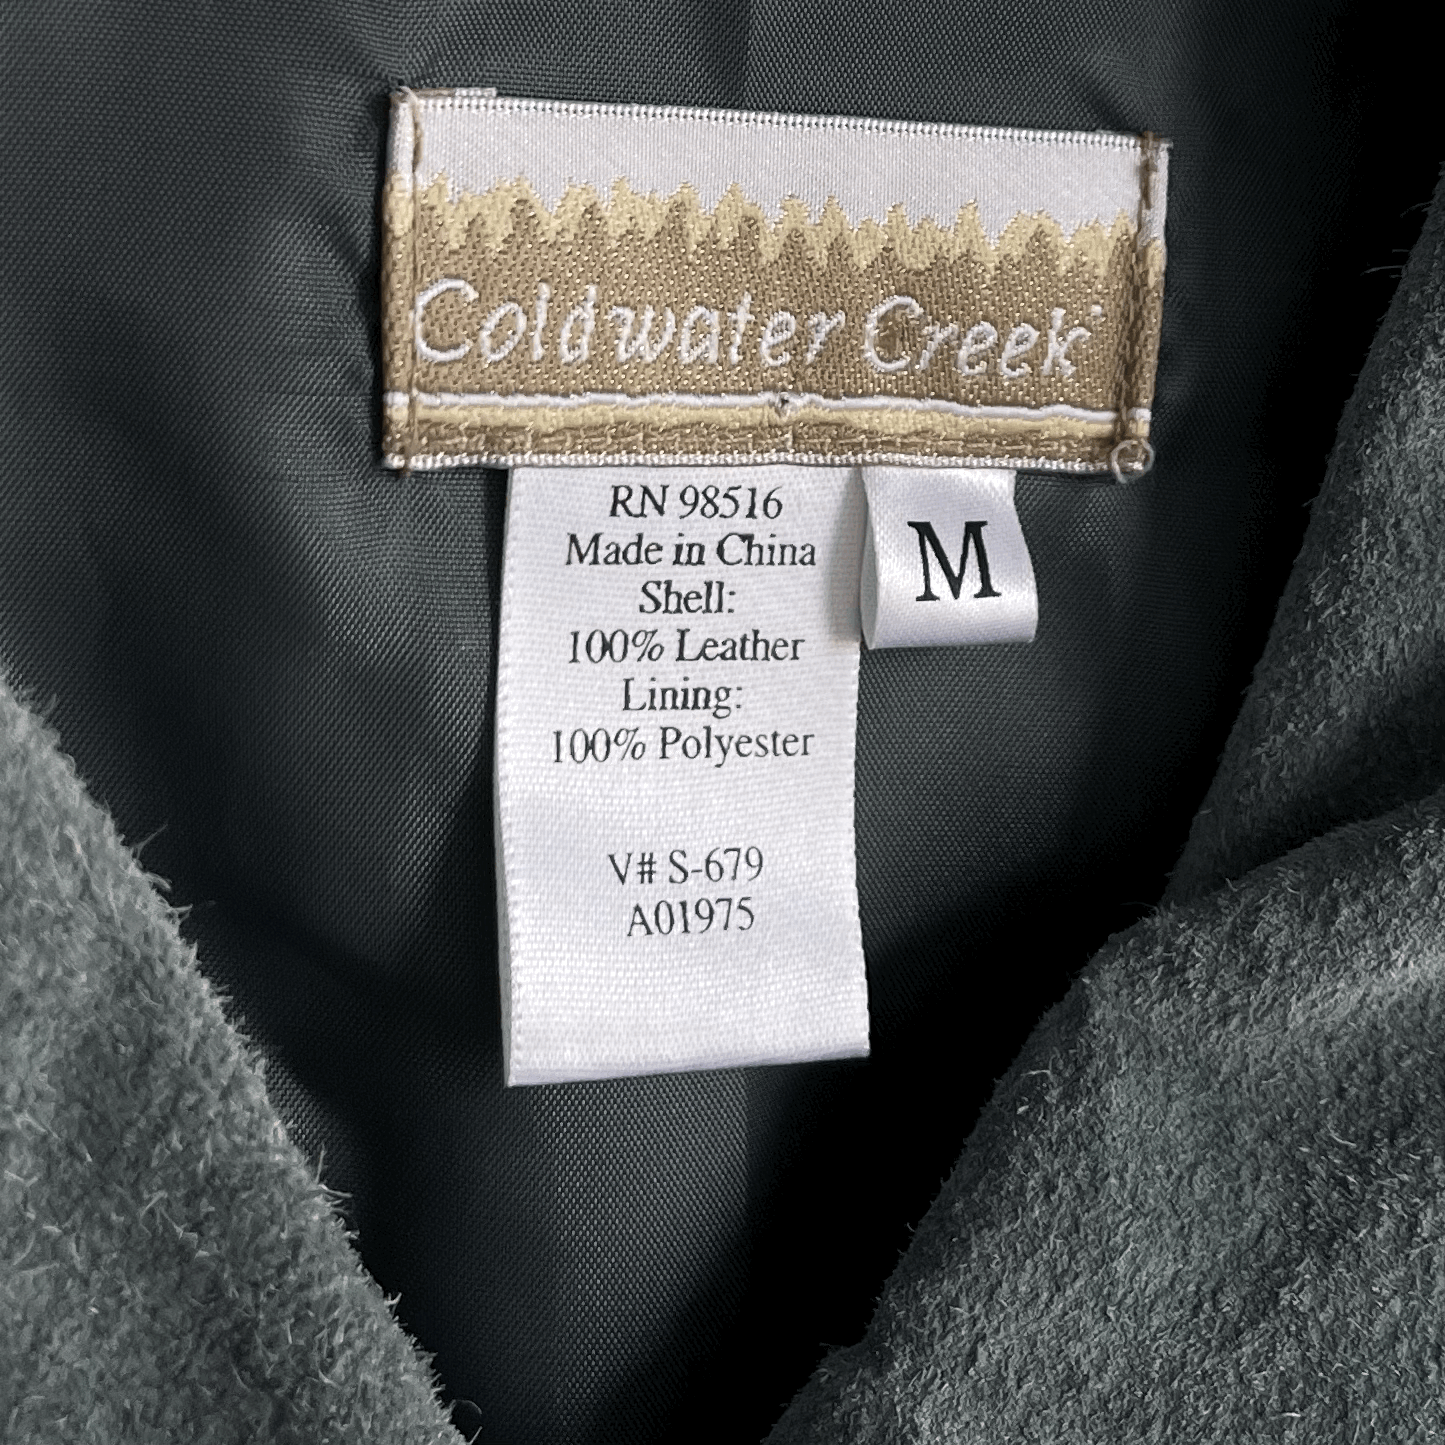 Coldwater Creek
RN 98516
Made in China
Shell:
100% Leather
Lining:
100% Polyester
V# S-679
A01975
M